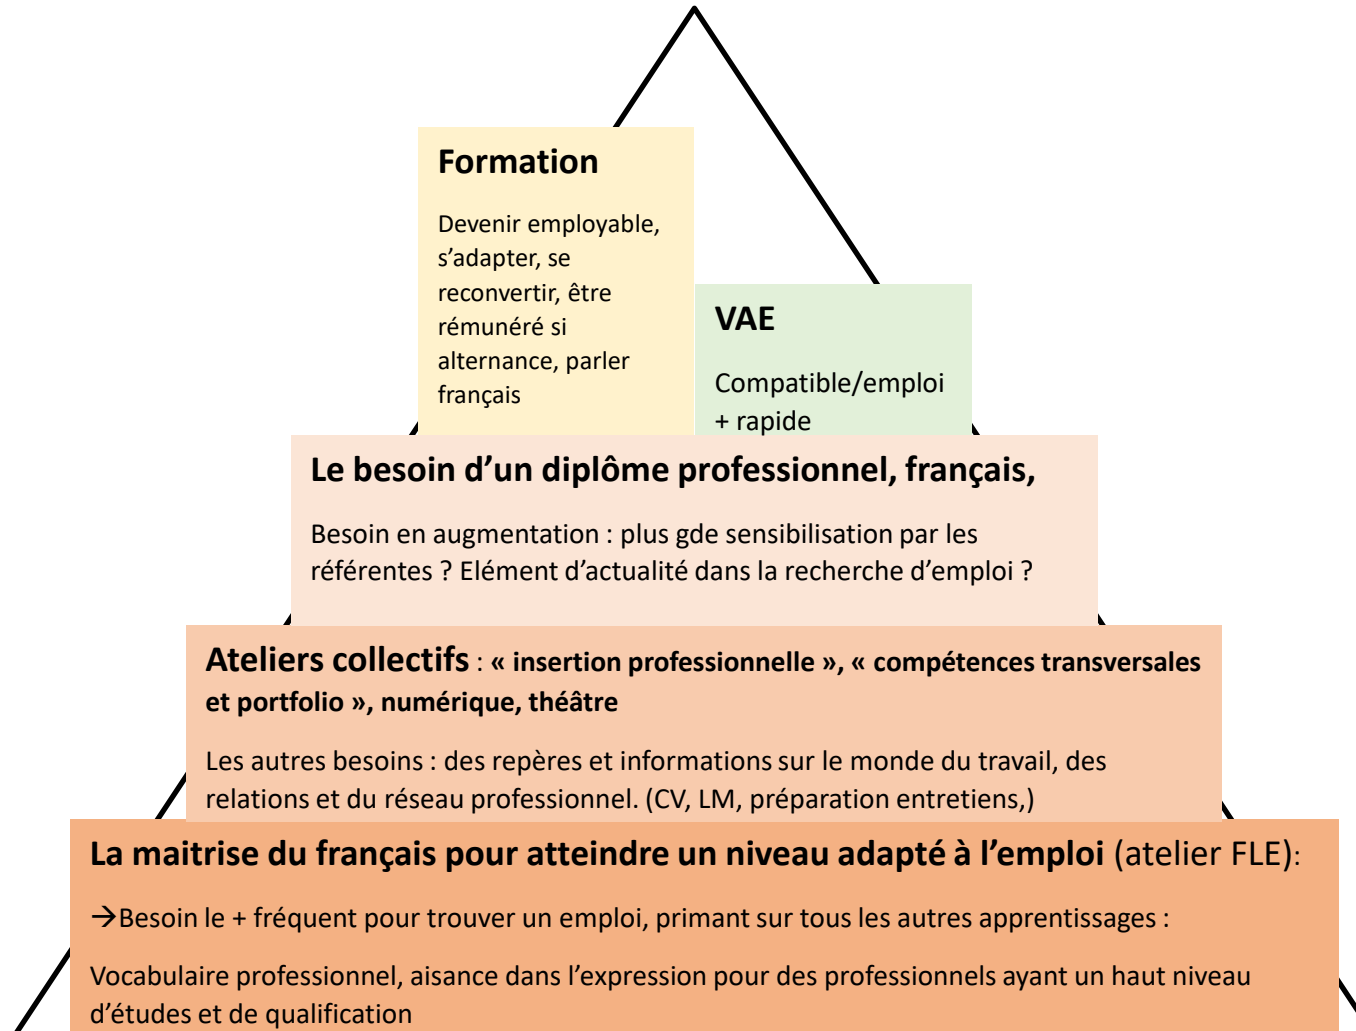 Formation
Devenir employable,
s’adapter, se
reconvertir, être
rémunéré si
alternance, parler
français
VAE
Compatible/emploi
+ rapide
Le besoin d’un diplôme professionnel, français,
Besoin en augmentation : plus gde sensibilisation par les
référentes ? Elément d’actualité dans la recherche d’emploi ?
Ateliers collectifs : « insertion professionnelle », « compétences transversales
et portfolio », numérique, théâtre
Les autres besoins : des repères et informations sur le monde du travail, des
relations et du réseau professionnel. (CV, LM, préparation entretiens,)
La maitrise du français pour atteindre un niveau adapté à l’emploi (atelier FLE):
→Besoin le + fréquent pour trouver un emploi, primant sur tous les autres apprentissages :
Vocabulaire professionnel, aisance dans l’expression pour des professionnels ayant un haut niveau
d’études et de qualification